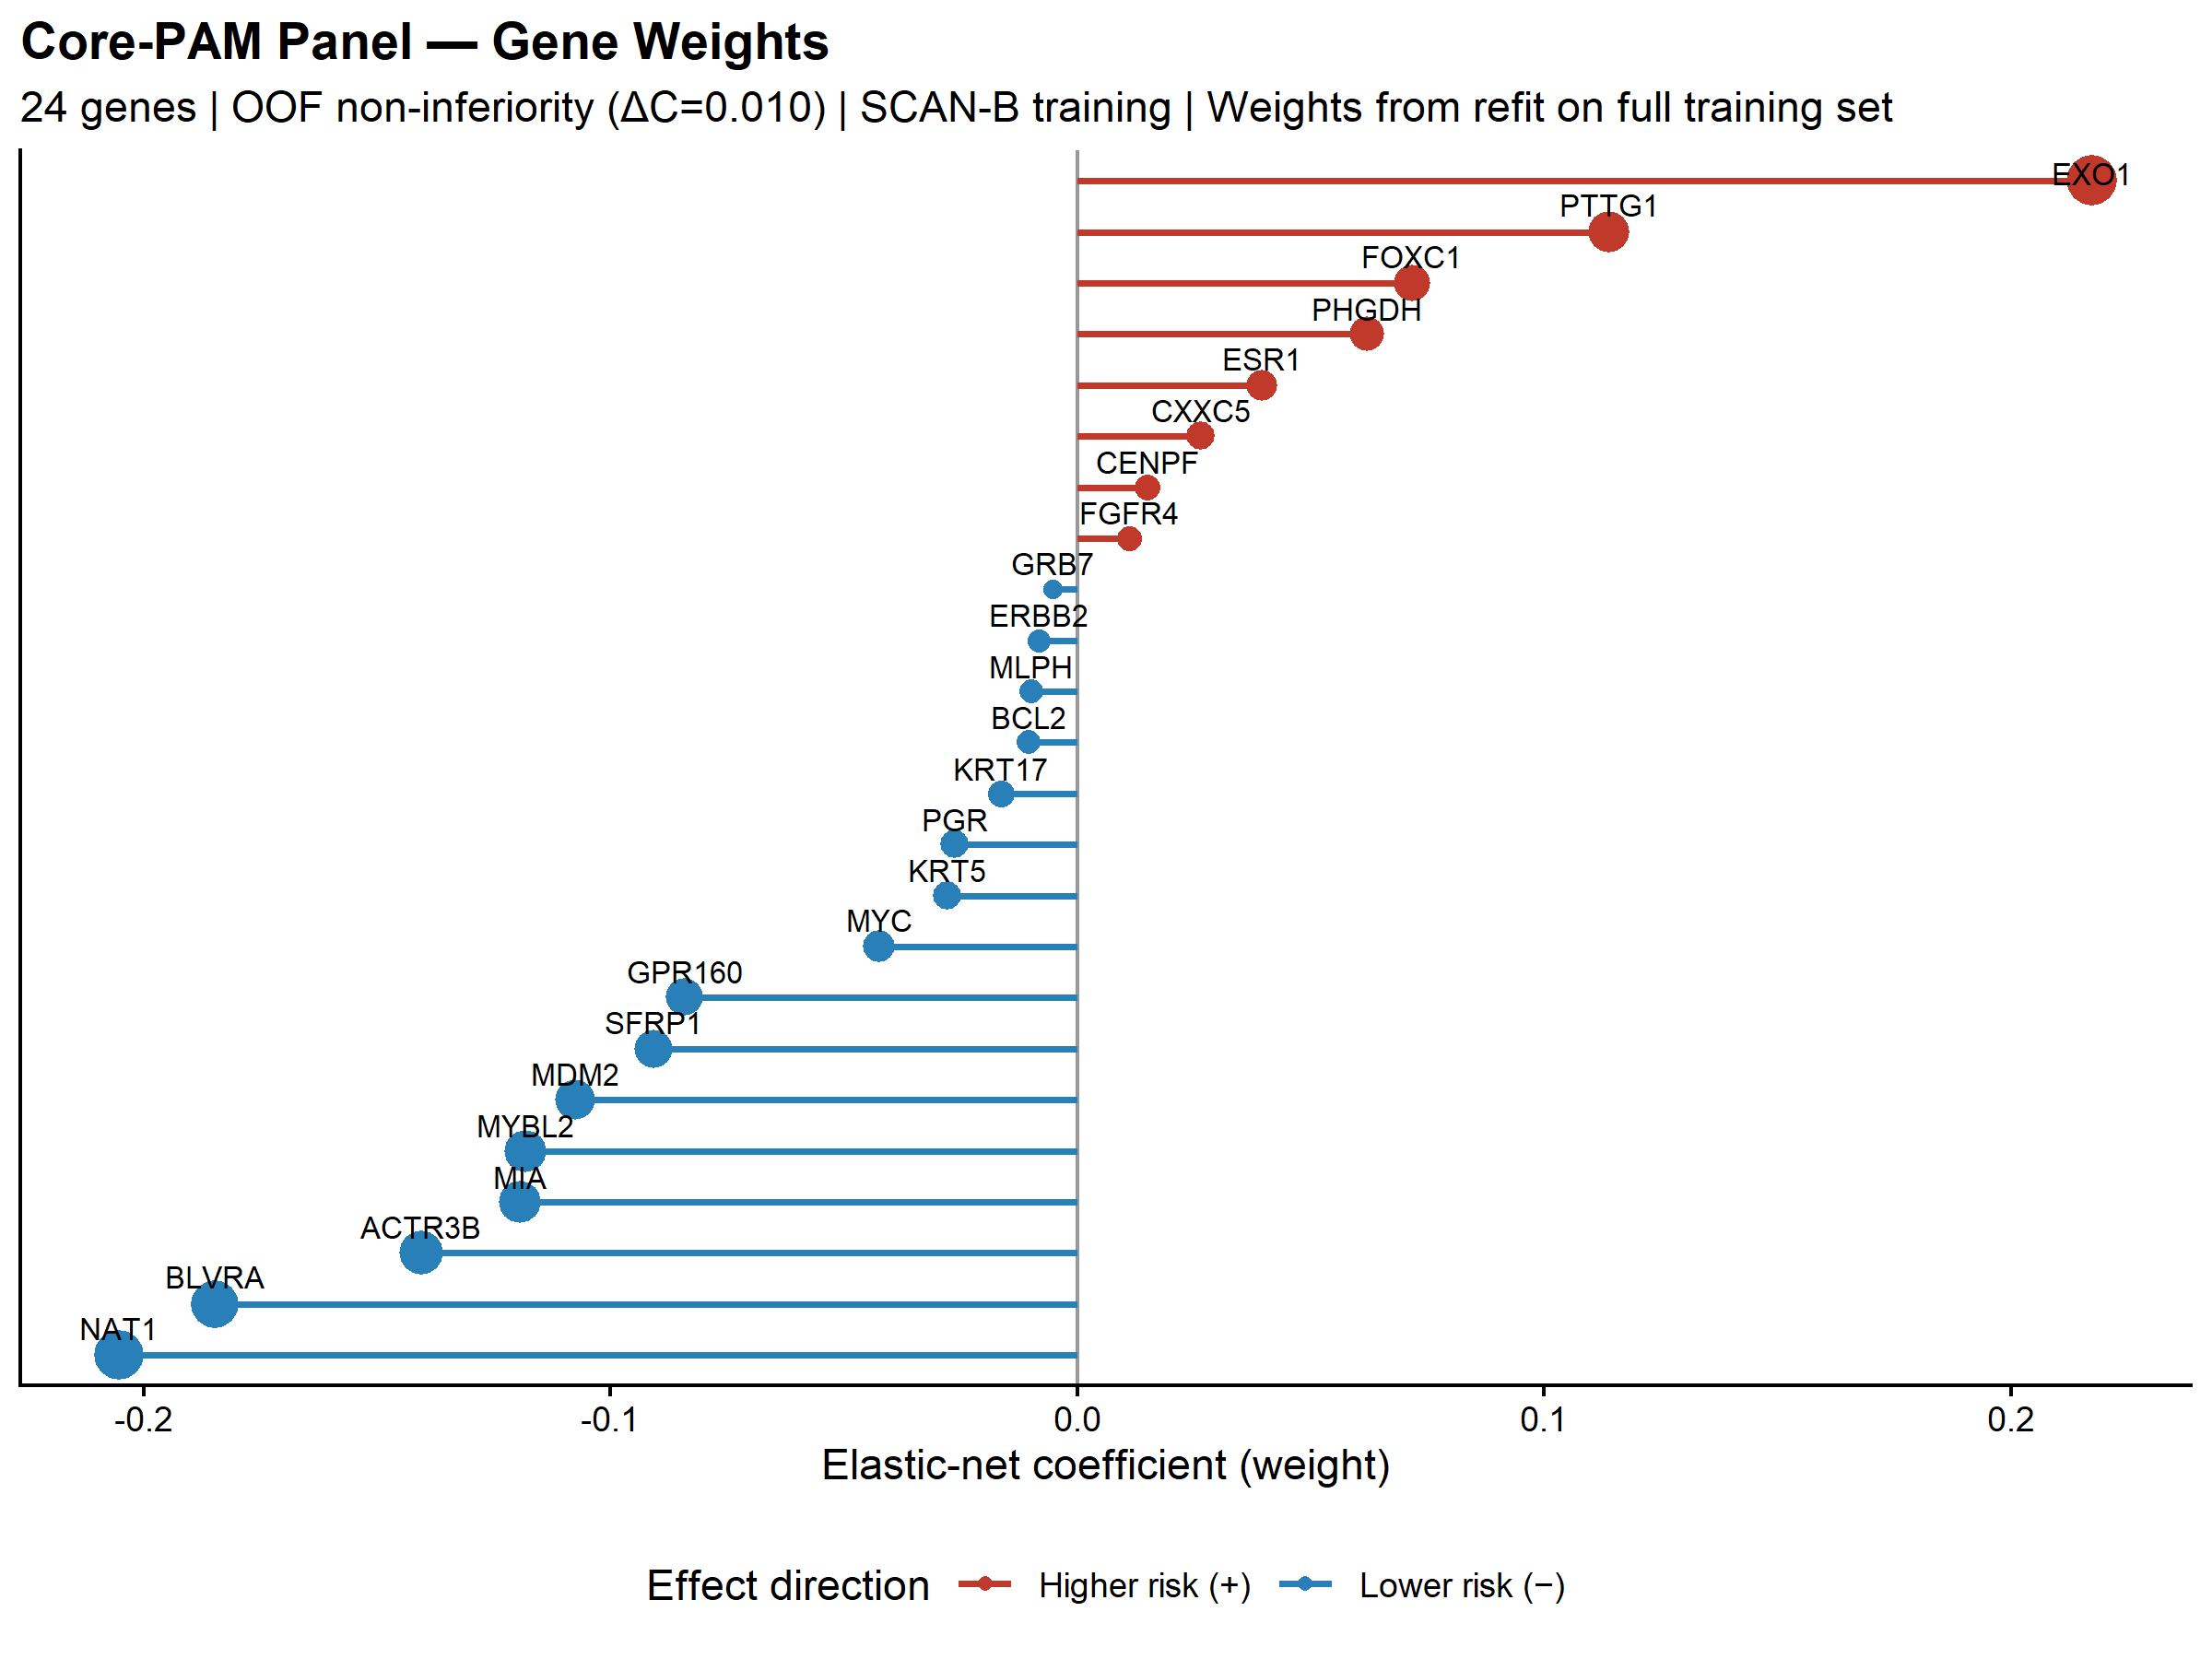 Core-PAM Panel — Gene Weights
24 genes | OOF non-inferiority (ΔC=0.010) | SCAN-B training | Weights from refit on full training set
EXO1
PTTG1
FOXC1
PHGDH
ESR1
CXXC5
CENPF
FGFR4
GRB7
ERBB2
MLPH
BCL2
KRT17
PGR
KRT5
MYC
GPR160
SFRP1
MDM2
MYBL2
MIA
ACTR3B
BLVRA
NAT1
-0.2 -0.1 0.0 0.1 0.2
Elastic-net coefficient (weight)
Effect direction Higher risk (+) Lower risk (−)